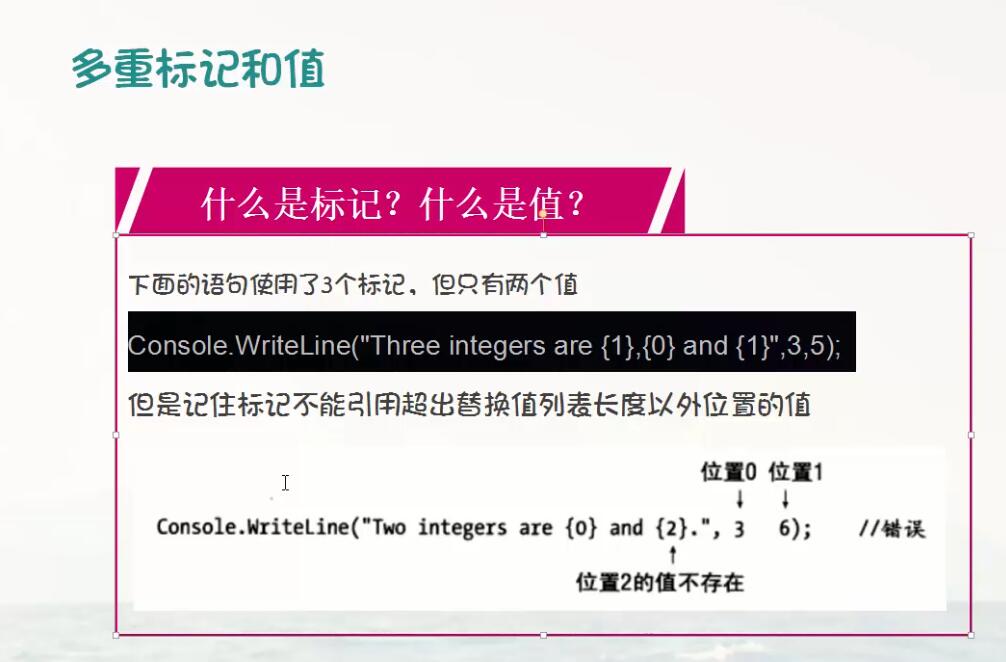 多重标记和值
什么是标记？什么是值？
下面的语句使用了3个标记，但只有两个值
Console.WriteLine("Three integers are {1},{0} and {1}",3,5);
但是记住标记不能引用超出替换值列表长度以外位置的值
位置0 位置1
Console.WriteLine("Two integers are {0} and {2}.", 3 6); //错误
位置2的值不存在